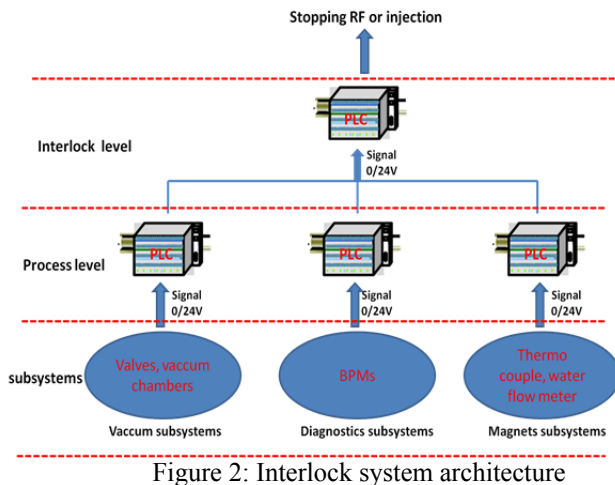 Stopping RF or injection
PLC
Interlock level
Signal
0/24V
Process level
PLC
PLC
PLC
Signal
0/24V
Signal
0/24V
Signal
0/24V
subsystems
Valves, vaccum
chambers
BPMs
Thermo
couple, water
flow meter
Vaccum subsystems
Diagnostics subsystems
Magnets subsystems
Figure 2: Interlock system architecture